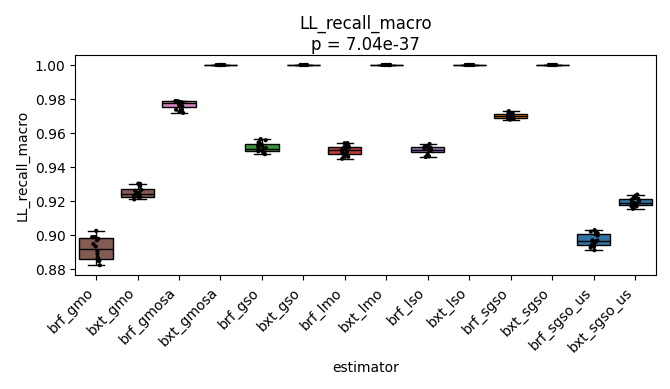 LL_recall_macro
p = 7.04e-37
LL_recall_macro
1.00
0.98
0.96
0.94
0.92
0.90
0.88
brf_gmo
bxt_gmo
brf_gmosa
bxt_gmosa
brf_gso
bxt_gso
brf_lmo
bxt_lmo
brf_lso
bxt_lso
brf_sgso
bxt_sgso
brf_sgso_us
bxt_sgso_us
estimator